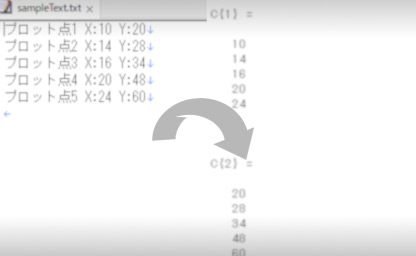 sampleText.txt ×
プロット点1 X:10 Y:20↓
プロット点2 X:14 Y:28↓
プロット点3 X:16 Y:34↓
プロット点4 X:20 Y:48↓
プロット点5 X:24 Y:60↓
←
C{1} =
10
14
16
20
24
C{2} =
20
28
34
48
60